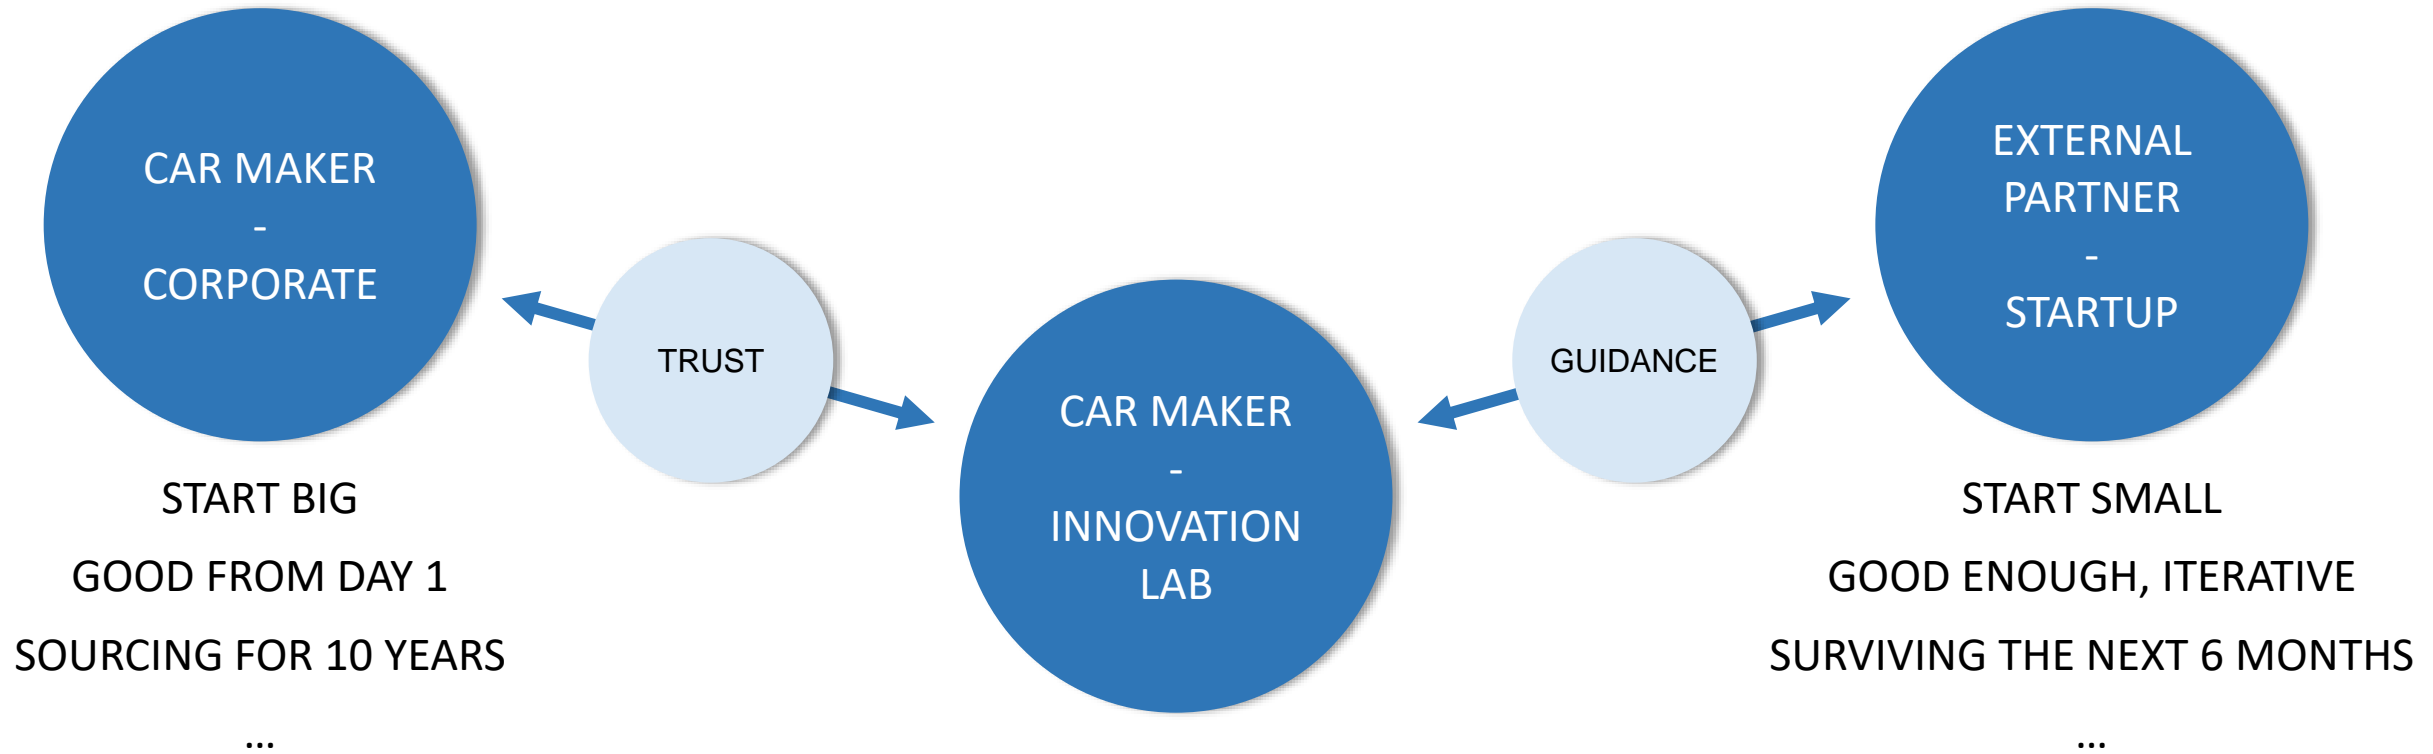 CAR MAKER
-
CORPORATE
START BIG
GOOD FROM DAY 1
SOURCING FOR 10 YEARS
...
TRUST
CAR MAKER
-
INNOVATION
LAB
GUIDANCE
EXTERNAL
PARTNER
-
STARTUP
START SMALL
GOOD ENOUGH, ITERATIVE
SURVIVING THE NEXT 6 MONTHS
...